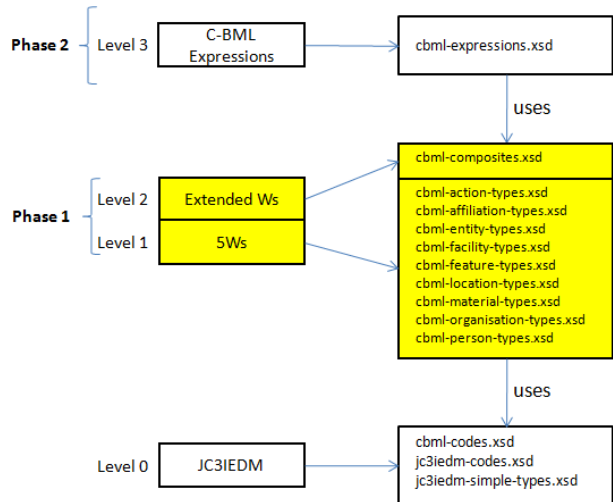 Phase 2
Level 3
C-BML
Expressions
cbml-expressions.xsd
uses
Phase 1
Level 2
Extended Ws
Level 1
5Ws
cbml-composites.xsd
cbml-action-types.xsd
cbml-affiliation-types.xsd
cbml-entity-types.xsd
cbml-facility-types.xsd
cbml-feature-types.xsd
cbml-location-types.xsd
cbml-material-types.xsd
cbml-organisation-types.xsd
cbml-person-types.xsd
uses
Level 0
JC3IEDM
cbml-codes.xsd
jc3iedm-codes.xsd
jc3iedm-simple-types.xsd